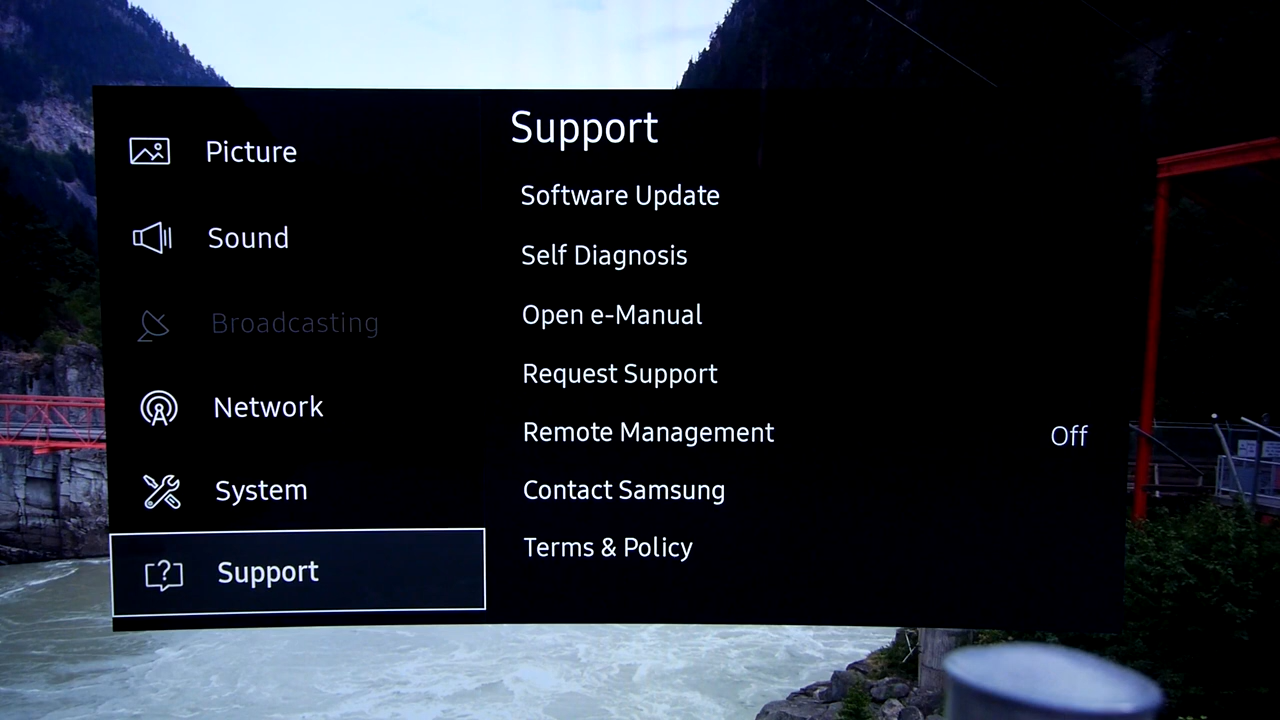 Picture
Sound
Broadcasting
Network
System
Support
Support
Software Update
Self Diagnosis
Open e-Manual
Request Support
Remote Management Off
Contact Samsung
Terms & Policy